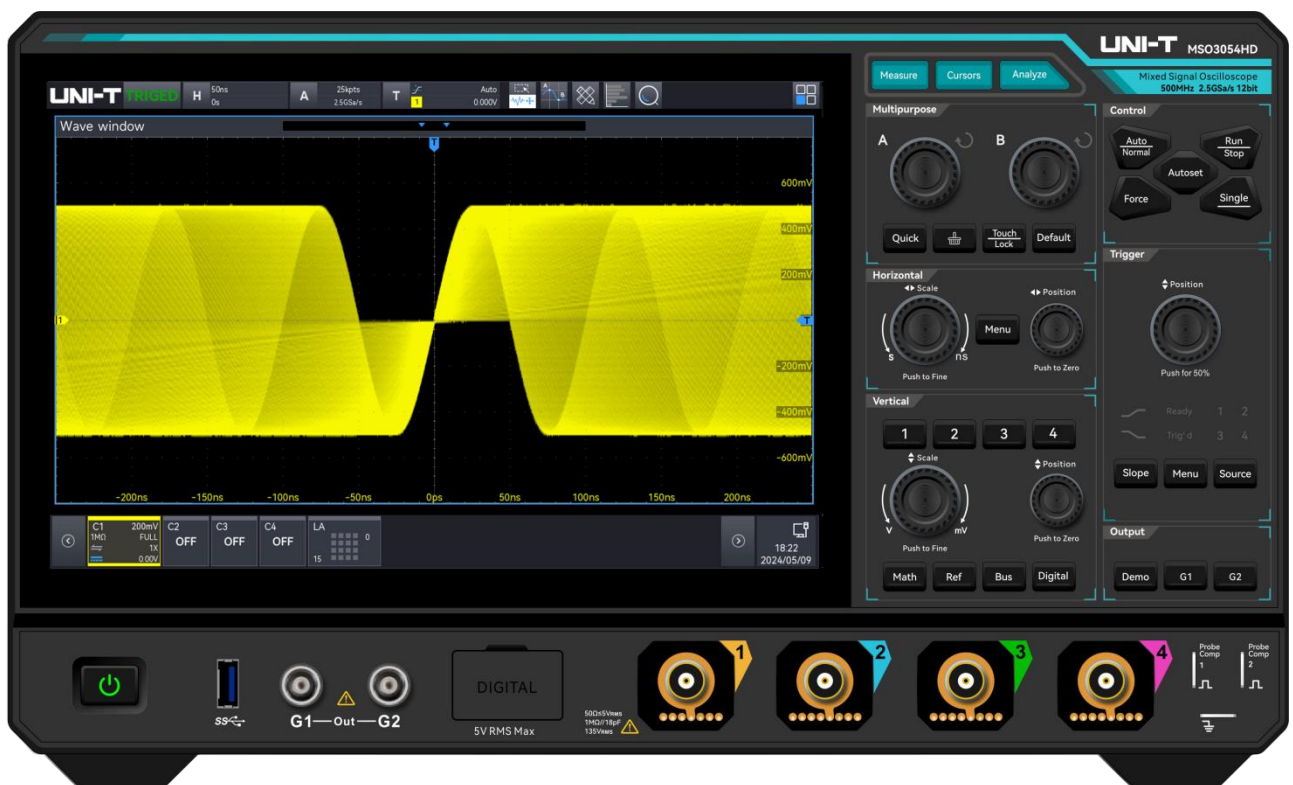 UNI-T MSO3054HD
Mixed Signal Oscilloscope
500MHz 2.5GSa/s 12bit
Measure Cursors Analyze
UNI-T TRIGED H 50ns 0s A 25kpts 2.5GSa/s T 1 Auto 0.000V
Wave window
T
600mV
400mV
200mV
1 T
-200mV
-400mV
-600mV
-200ns -150ns -100ns -50ns 0ps 50ns 100ns 150ns 200ns
C1 200mV C2 C3 C4 LA
1MΩ FULL OFF OFF OFF 0
1X
0.00V 15
18:22
2024/05/09
Multipurpose
A B
Quick Touch Default
Lock
Horizontal
Scale Position
Menu
s ns
Push to Fine Push to Zero
Vertical
1 2 3 4
Scale Position
V mV
Push to Fine Push to Zero
Math Ref Bus Digital
Control
Auto Run
Normal Stop
Autoset
Force Single
Trigger
Position
Push for 50%
Ready 1 2
Trig'd 3 4
Slope Menu Source
Output
Demo G1 G2
SS
G1 Out G2
DIGITAL
5V RMS Max
50Ω≤5VRMS
1MΩ//18pF
135VRMS
1 2 3 4
Probe Comp 1
Probe Comp 2